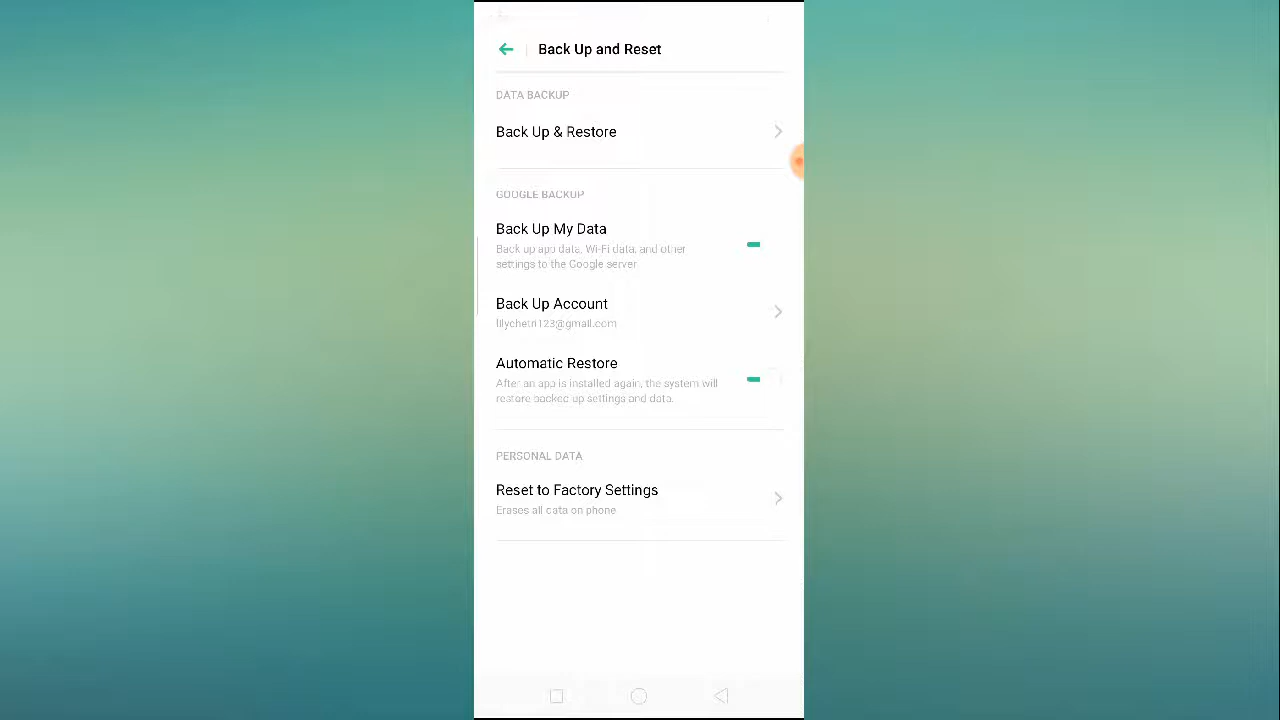 Back Up and Reset
DATA BACKUP
Back Up & Restore
GOOGLE BACKUP
Back Up My Data
Back up app data, Wi-Fi data, and other
settings to the Google server
Back Up Account
lilychetri123@gmail.com
Automatic Restore
After an app is installed again, the system will
restore backed up settings and data.
PERSONAL DATA
Reset to Factory Settings
Erases all data on phone